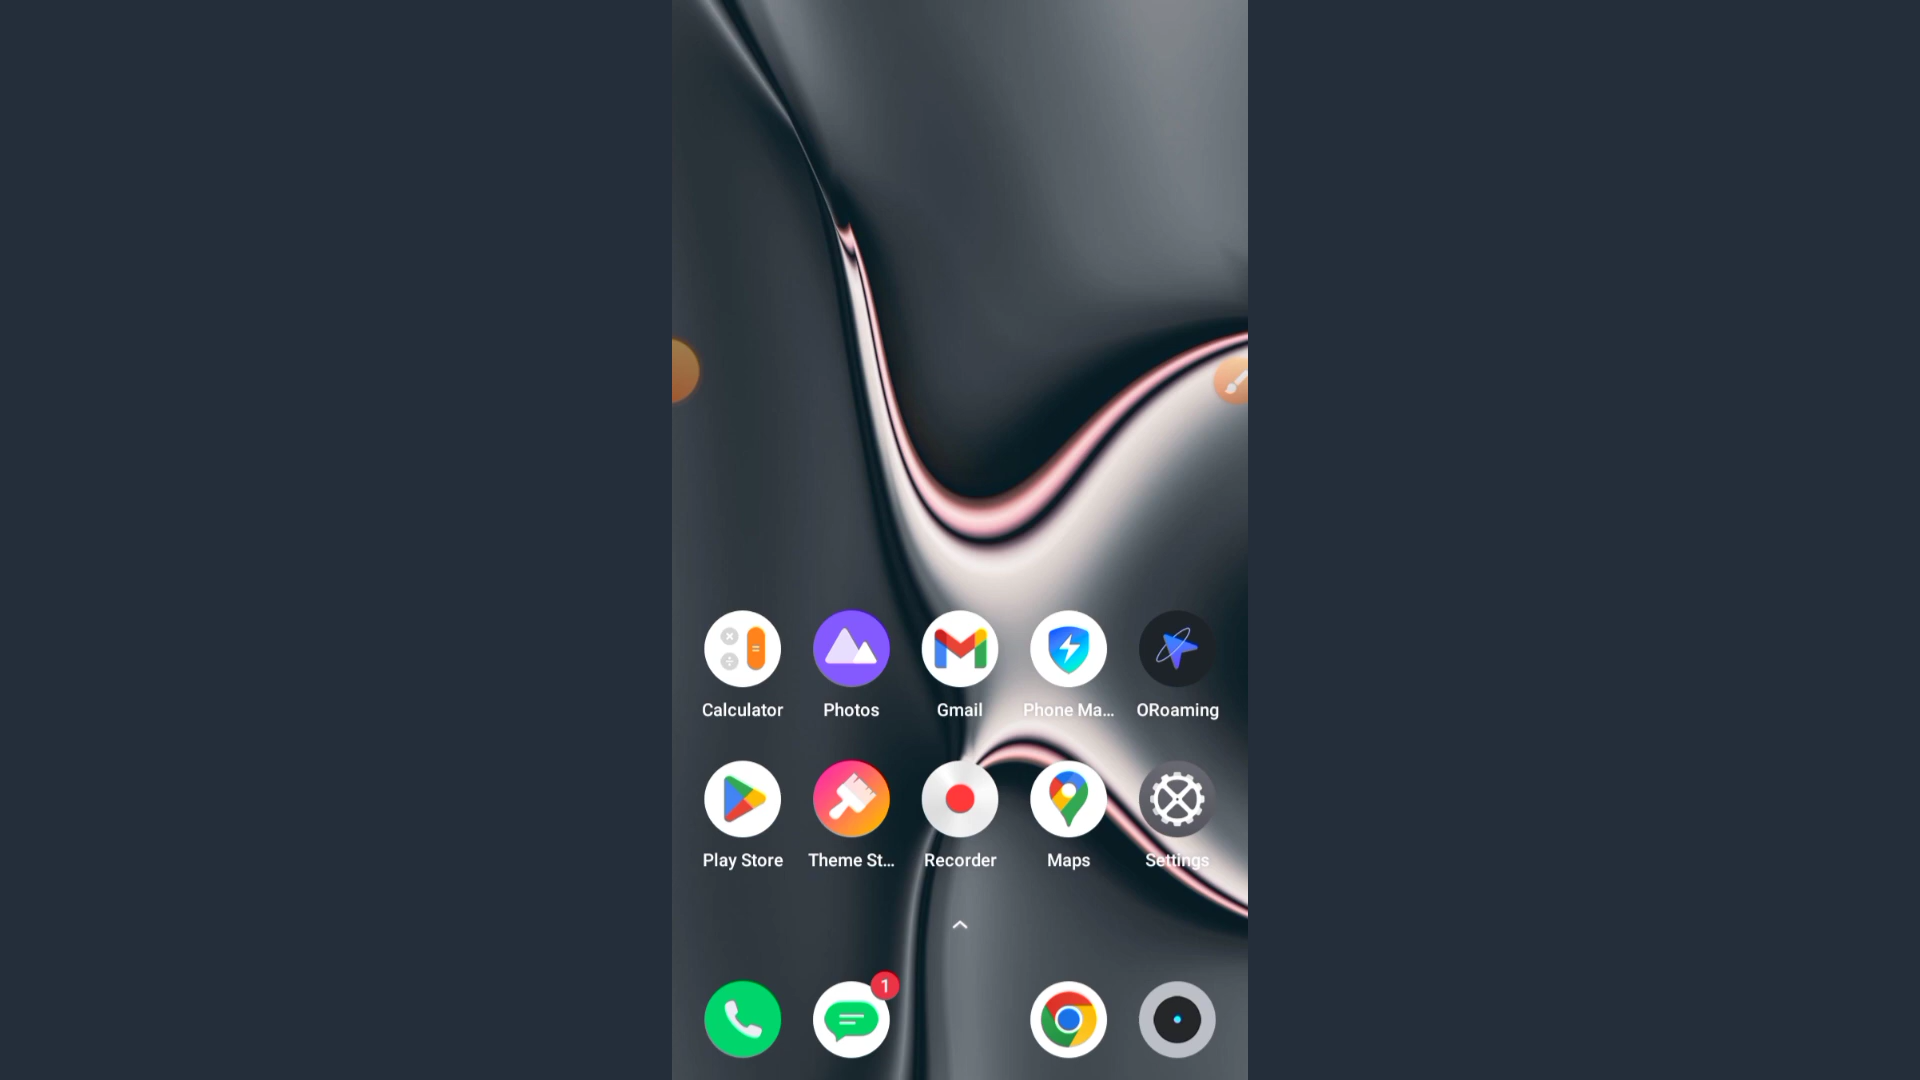 Calculator
Photos
Gmail
Phone Ma...
ORoaming
Play Store
Theme St...
Recorder
Maps
Settings
1